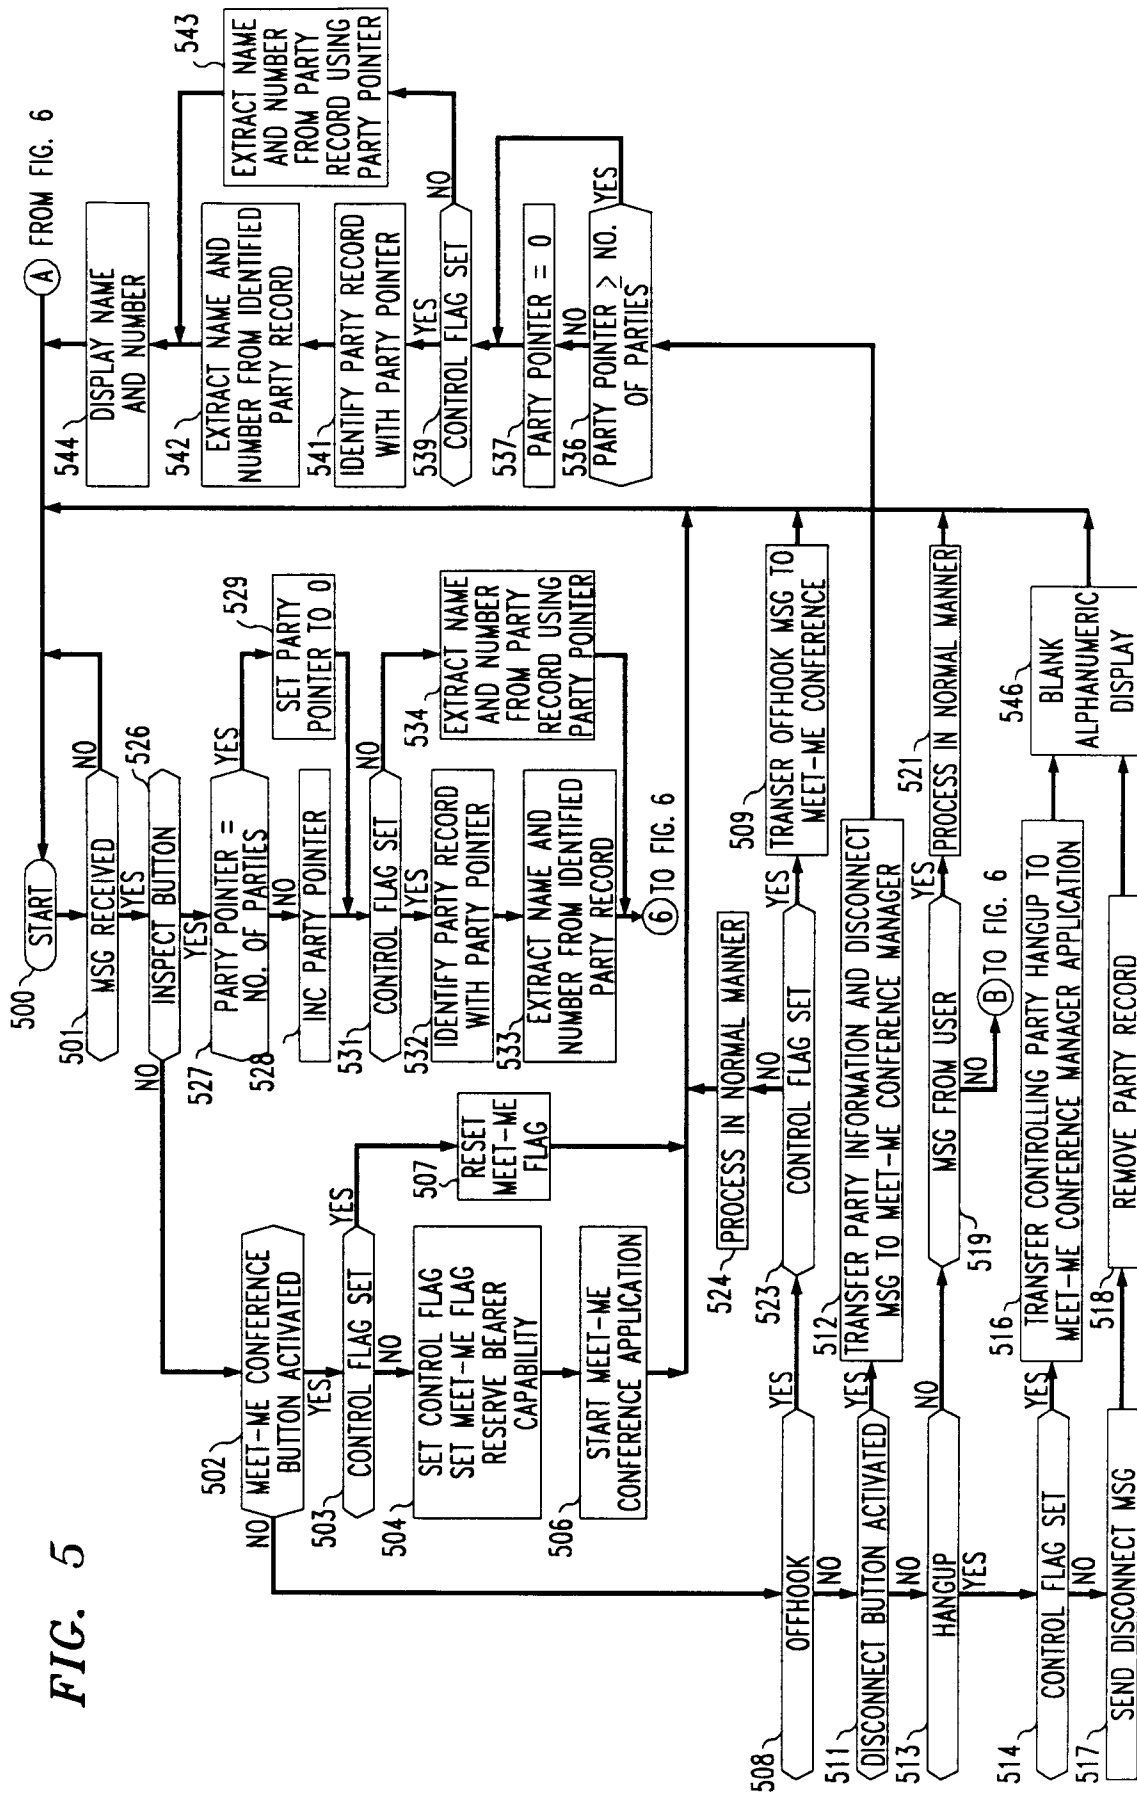 FIG. 5
500
START
501
MSG RECEIVED
NO
YES
526
INSPECT BUTTON
NO
YES
527
PARTY POINTER =
NO. OF PARTIES
YES
NO
529
SET PARTY
POINTER TO 0
528
INC PARTY POINTER
531
CONTROL FLAG SET
NO
YES
532
IDENTIFY PARTY RECORD
WITH PARTY POINTER
533
EXTRACT NAME AND
NUMBER FROM IDENTIFIED
PARTY RECORD
534
EXTRACT NAME
AND NUMBER
FROM PARTY
RECORD USING
PARTY POINTER
6 TO FIG. 6
502
MEET-ME CONFERENCE
BUTTON ACTIVATED
NO
YES
503
CONTROL FLAG SET
YES
NO
504
SET CONTROL FLAG
SET MEET-ME FLAG
RESERVE BEARER
CAPABILITY
507
RESET
MEET-ME
FLAG
506
START MEET-ME
CONFERENCE APPLICATION
508
OFFHOOK
YES
NO
523
CONTROL FLAG SET
NO
YES
524
PROCESS IN NORMAL MANNER
509
TRANSER OFFHOOK MSG TO
MEET-ME CONFERENCE
511
DISCONNECT BUTTON ACTIVATED
YES
NO
512
TRANSFER PARTY INFORMATION AND DISCONNECT
MSG TO MEET-ME CONFERENCE MANAGER
513
HANGUP
NO
YES
519
MSG FROM USER
YES
NO
B TO FIG. 6
521
PROCESS IN NORMAL MANNER
514
CONTROL FLAG SET
YES
NO
516
TRANSFER CONTROLLING PARTY HANGUP TO
MEET-ME CONFERENCE MANAGER APPLICATION
517
SEND DISCONNECT MSG
518
REMOVE PARTY RECORD
546
BLANK
ALPHANUMERIC
DISPLAY
A FROM FIG. 6
544
DISPLAY NAME
AND NUMBER
542
EXTRACT NAME AND
NUMBER FROM IDENTIFIED
PARTY RECORD
543
EXTRACT NAME
AND NUMBER
FROM PARTY
RECORD USING
PARTY POINTER
541
IDENTIFY PARTY RECORD
WITH PARTY POINTER
539
CONTROL FLAG SET
YES
NO
537
PARTY POINTER = 0
536
PARTY POINTER ≥ NO.
OF PARTIES
NO
YES